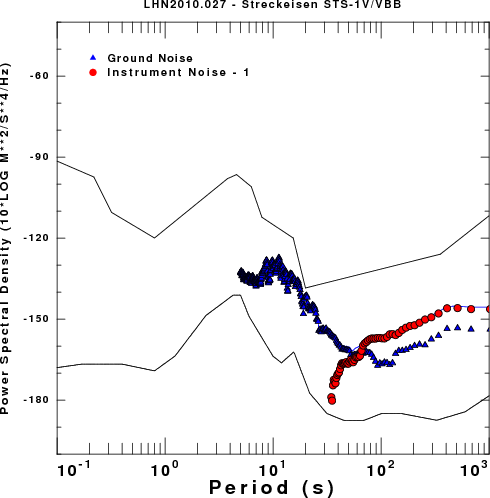 LHN2010.027 - Streckeisen STS-1V/VBB
Ground Noise
Instrument Noise - 1
Power Spectral Density (10*LOG M**2/S**4/Hz)
-60
-90
-120
-150
-180
10-1
100
101
102
103
Period (s)